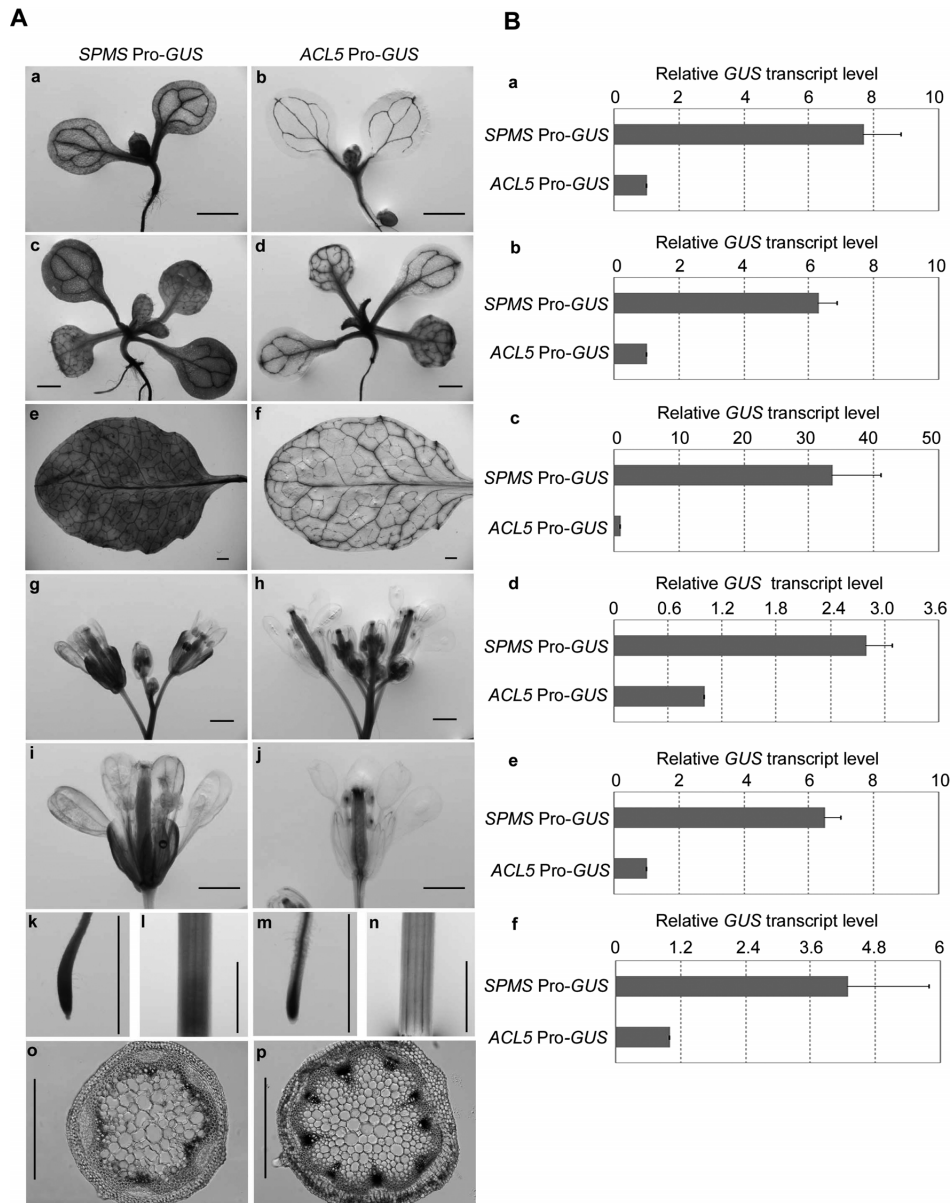 A
B
SPMS Pro-GUS
ACL5 Pro-GUS
a
b
c
d
e
f
g
h
i
j
k
l
m
n
o
p
a
Relative GUS transcript level
0 2 4 6 8 10
SPMS Pro-GUS
ACL5 Pro-GUS
b
Relative GUS transcript level
0 2 4 6 8 10
SPMS Pro-GUS
ACL5 Pro-GUS
c
Relative GUS transcript level
0 10 20 30 40 50
SPMS Pro-GUS
ACL5 Pro-GUS
d
Relative GUS transcript level
0 0.6 1.2 1.8 2.4 3.0 3.6
SPMS Pro-GUS
ACL5 Pro-GUS
e
Relative GUS transcript level
0 2 4 6 8 10
SPMS Pro-GUS
ACL5 Pro-GUS
f
Relative GUS transcript level
0 1.2 2.4 3.6 4.8 6
SPMS Pro-GUS
ACL5 Pro-GUS